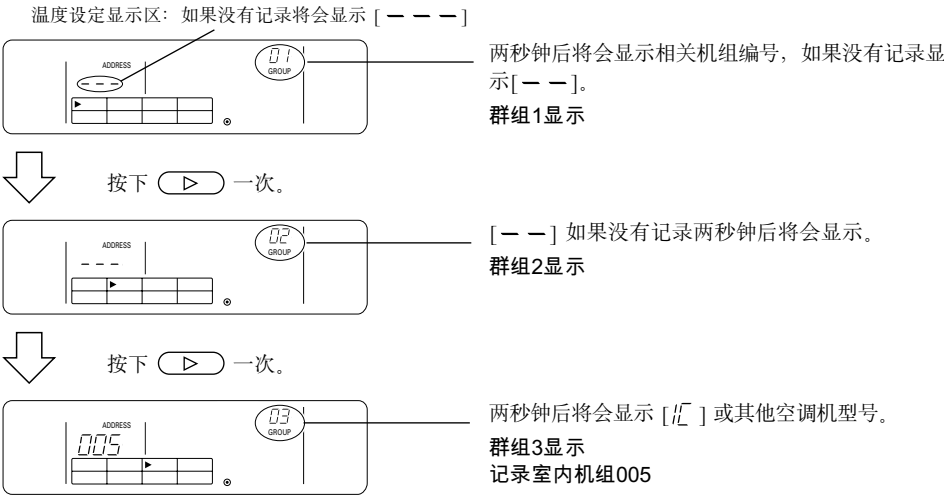 温度设定显示区：如果没有记录将会显示 [ － － － ]
ADDRESS
- - -
01
GROUP
两秒钟后将会显示相关机组编号，如果没有记录显
示[ － － ]。
群组1显示
按下 ▷ 一次。
ADDRESS
- - -
02
GROUP
[ － － ] 如果没有记录两秒钟后将会显示。
群组2显示
按下 ▷ 一次。
ADDRESS
005
03
GROUP
两秒钟后将会显示 [ IC ] 或其他空调机型号。
群组3显示
记录室内机组005